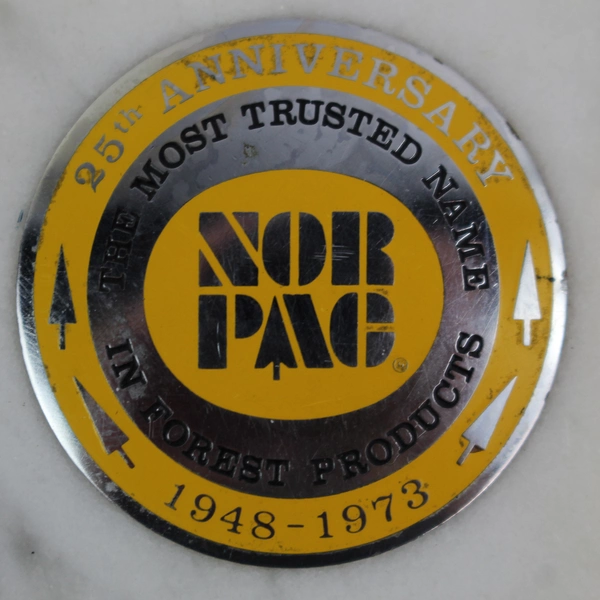 25th ANNIVERSARY
THE MOST TRUSTED NAME
NOR
PAC
IN FOREST PRODUCTS
1948-1973